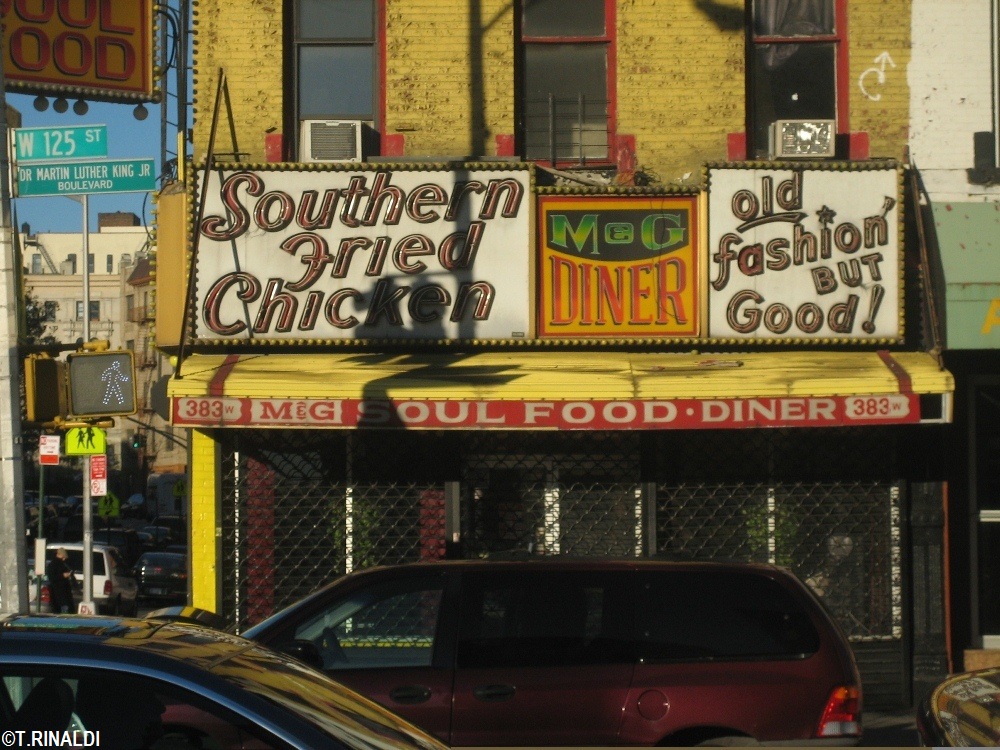 SOUL
FOOD
W 125 ST
DR MARTIN LUTHER KING JR
BOULEVARD
Southern
Fried
Chicken
M&G
DINER
old
fashion'
BUT
Good!
383W M&G SOUL FOOD · DINER 383W
©T.RINALDI